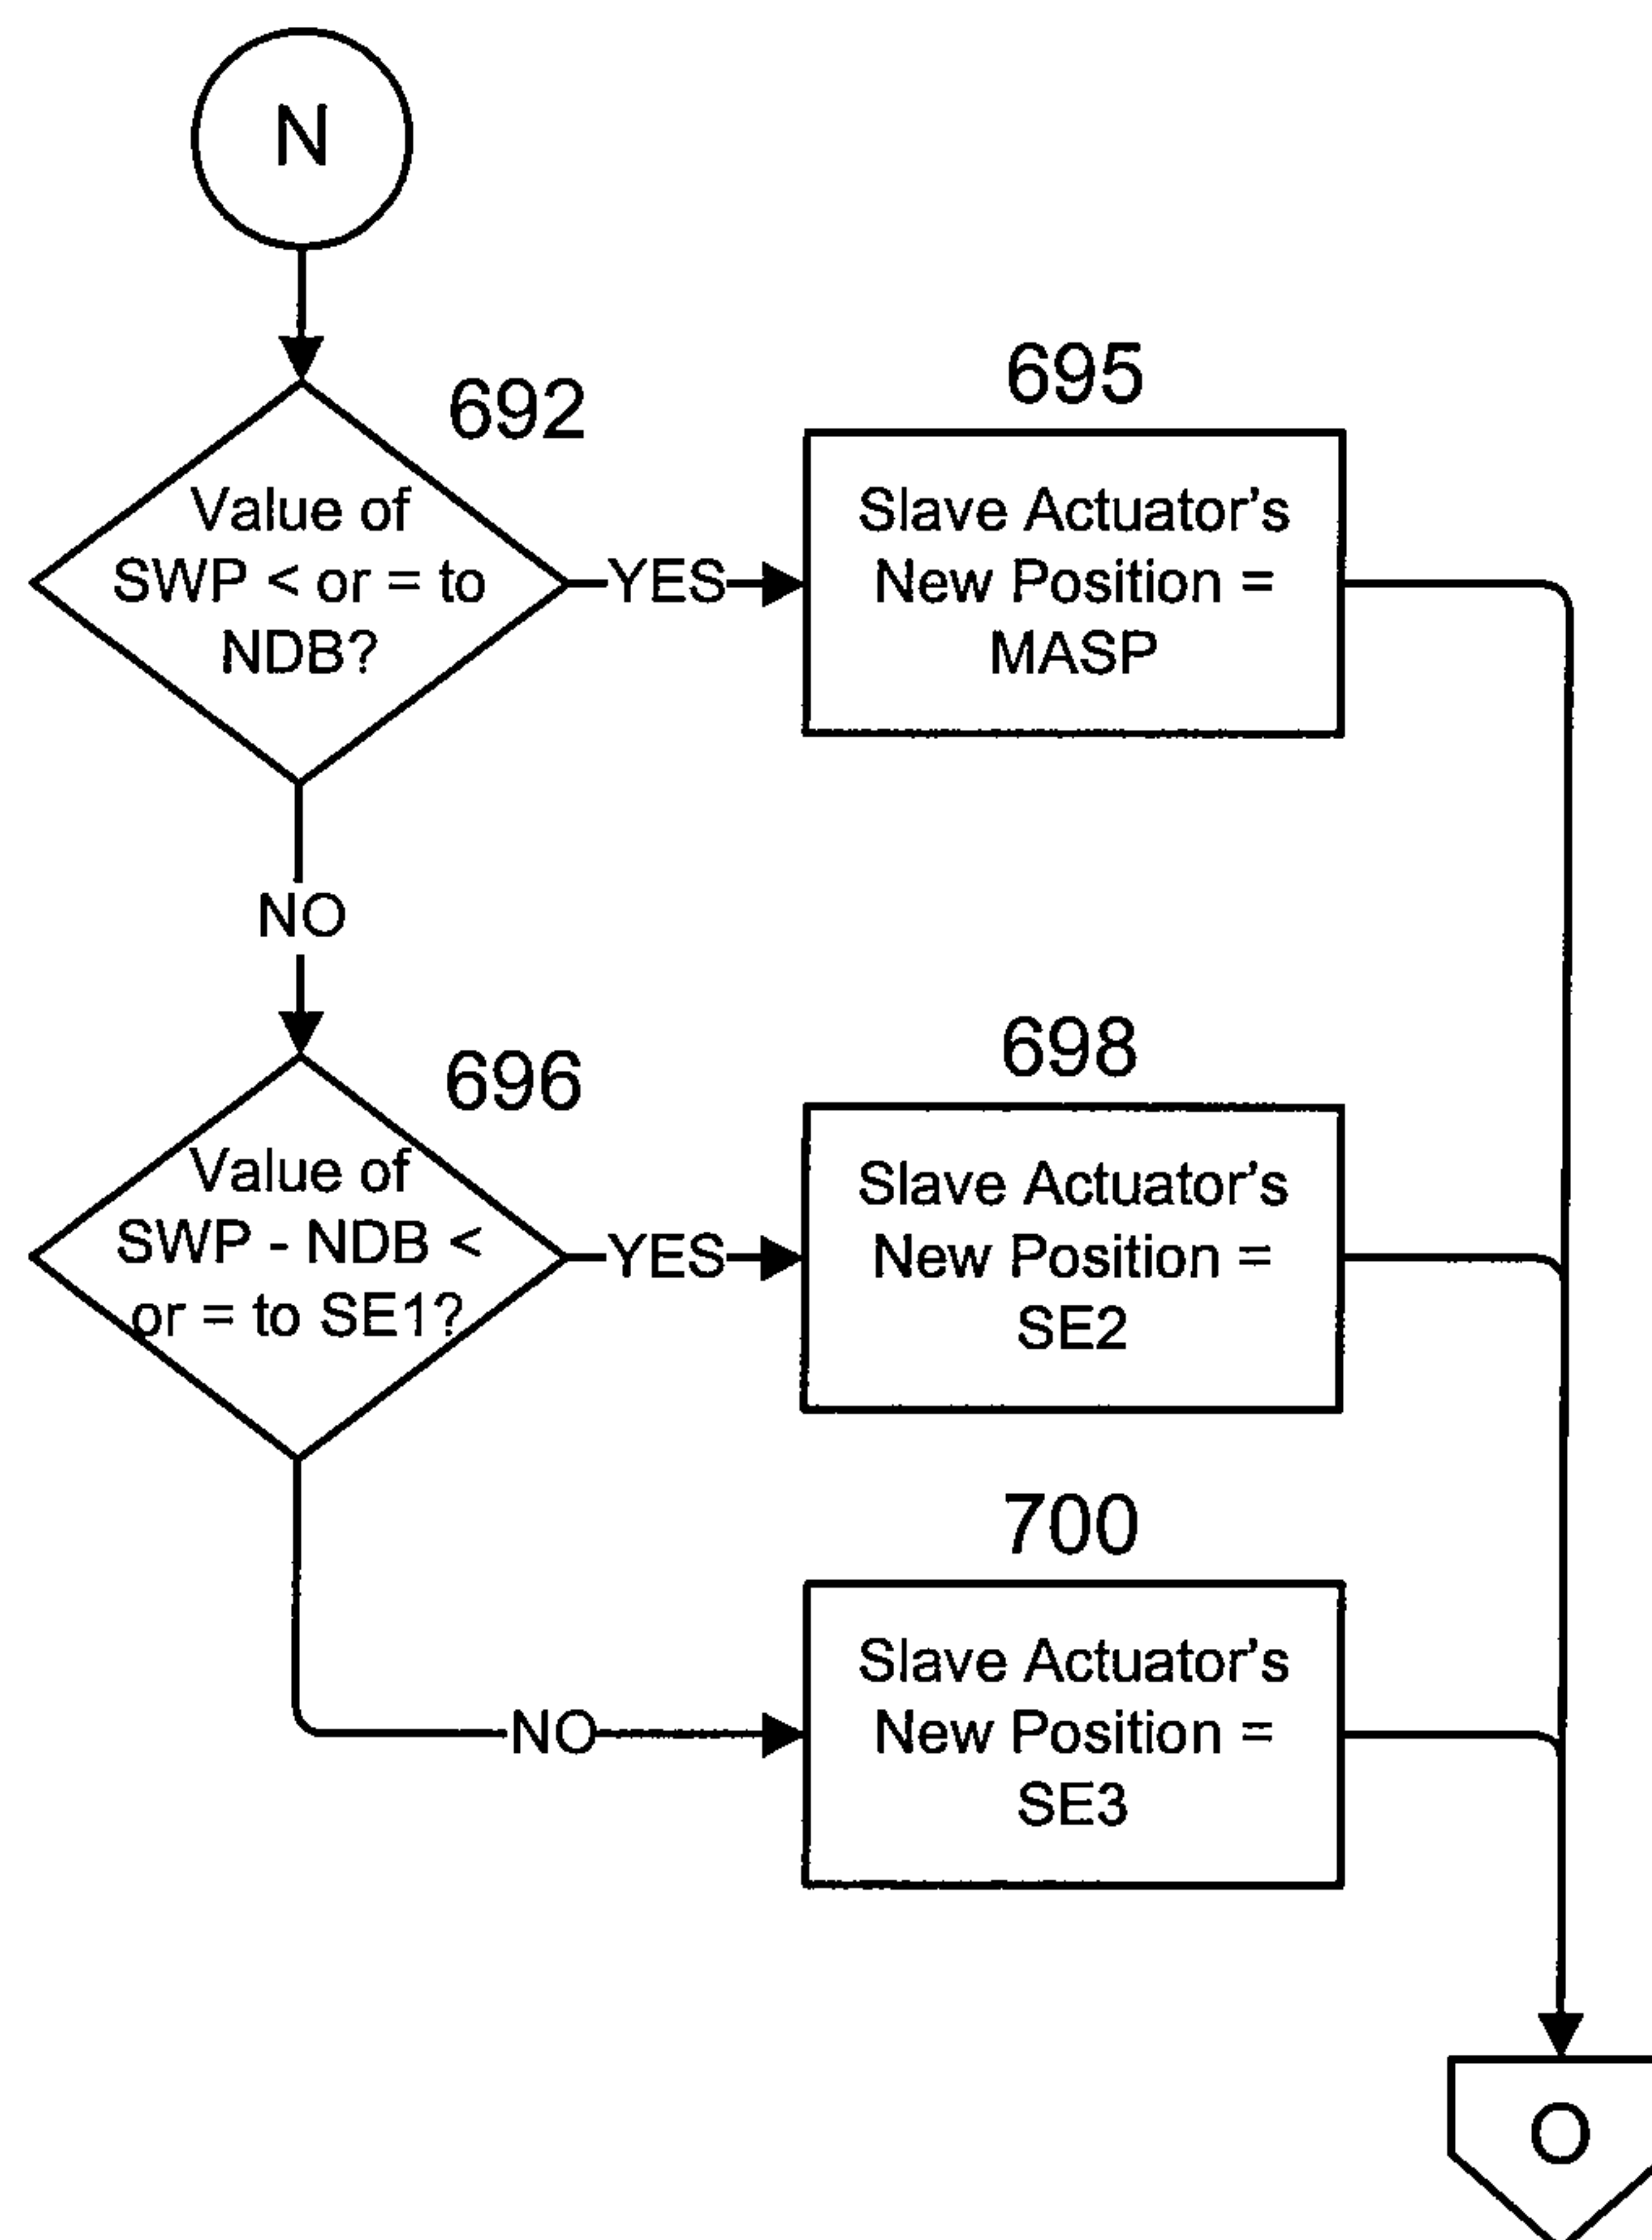 N
692
Value of
SWP < or = to
NDB?
YES
695
Slave Actuator's
New Position =
MASP
NO
696
Value of
SWP - NDB <
or = to SE1?
YES
698
Slave Actuator's
New Position =
SE2
NO
700
Slave Actuator's
New Position =
SE3
O